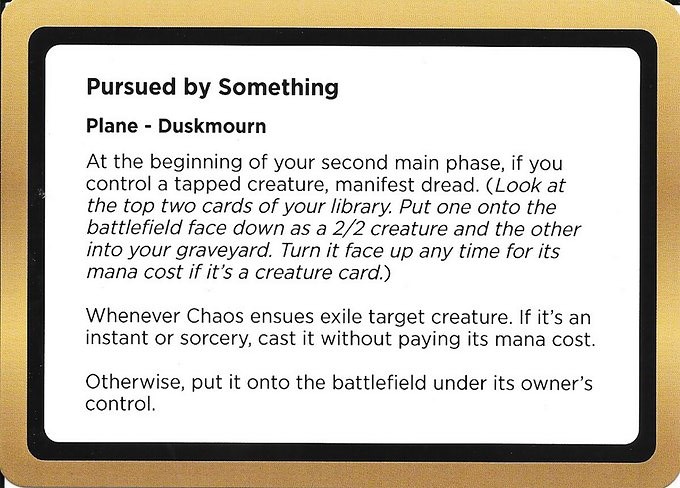 Pursued by Something
Plane - Duskmourn
At the beginning of your second main phase, if you
control a tapped creature, manifest dread. (Look at
the top two cards of your library. Put one onto the
battlefield face down as a 2/2 creature and the other
into your graveyard. Turn it face up any time for its
mana cost if it's a creature card.)
Whenever Chaos ensues exile target creature. If it's an
instant or sorcery, cast it without paying its mana cost.
Otherwise, put it onto the battlefield under its owner's
control.